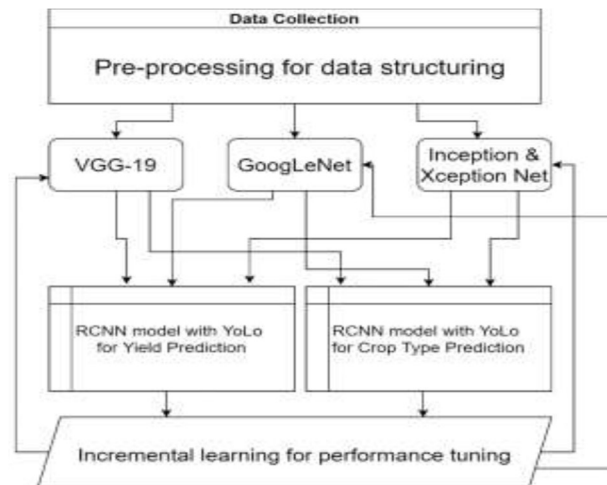 Data Collection
Pre-processing for data structuring
VGG-19
GoogLeNet
Inception &
Xception Net
RCNN model with YoLo
for Yield Prediction
RCNN model with YoLo
for Crop Type Prediction
Incremental learning for performance tuning